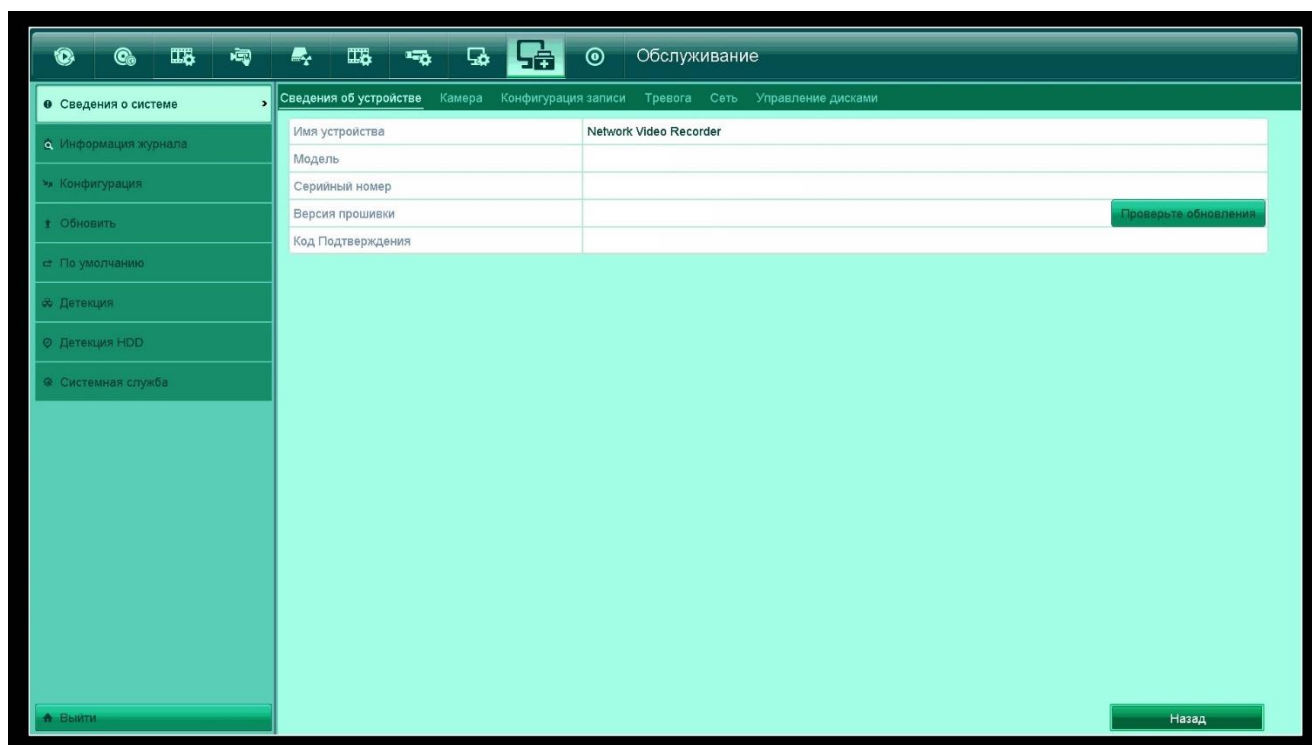 Обслуживание
Сведения о системе
Информация журнала
Конфигурация
Обновить
По умолчанию
Детекция
Детекция HDD
Системная служба
Выйти
Сведения об устройстве Камера Конфигурация записи Тревога Сеть Управление дисками
Имя устройства Network Video Recorder
Модель
Серийный номер
Версия прошивки Проверьте обновления
Код Подтверждения
Назад